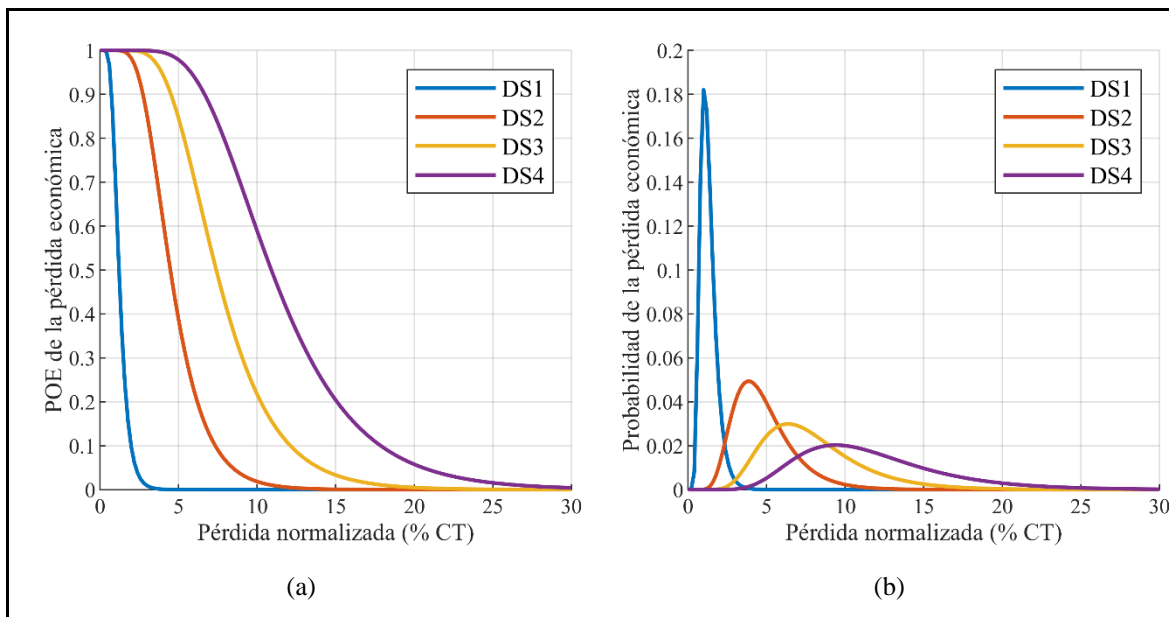 POE de la pérdida económica
1
0.9
0.8
0.7
0.6
0.5
0.4
0.3
0.2
0.1
0
0 5 10 15 20 25 30
Pérdida normalizada (% CT)
DS1
DS2
DS3
DS4
(a)
Probabilidad de la pérdida económica
0.2
0.18
0.16
0.14
0.12
0.1
0.08
0.06
0.04
0.02
0
0 5 10 15 20 25 30
Pérdida normalizada (% CT)
DS1
DS2
DS3
DS4
(b)